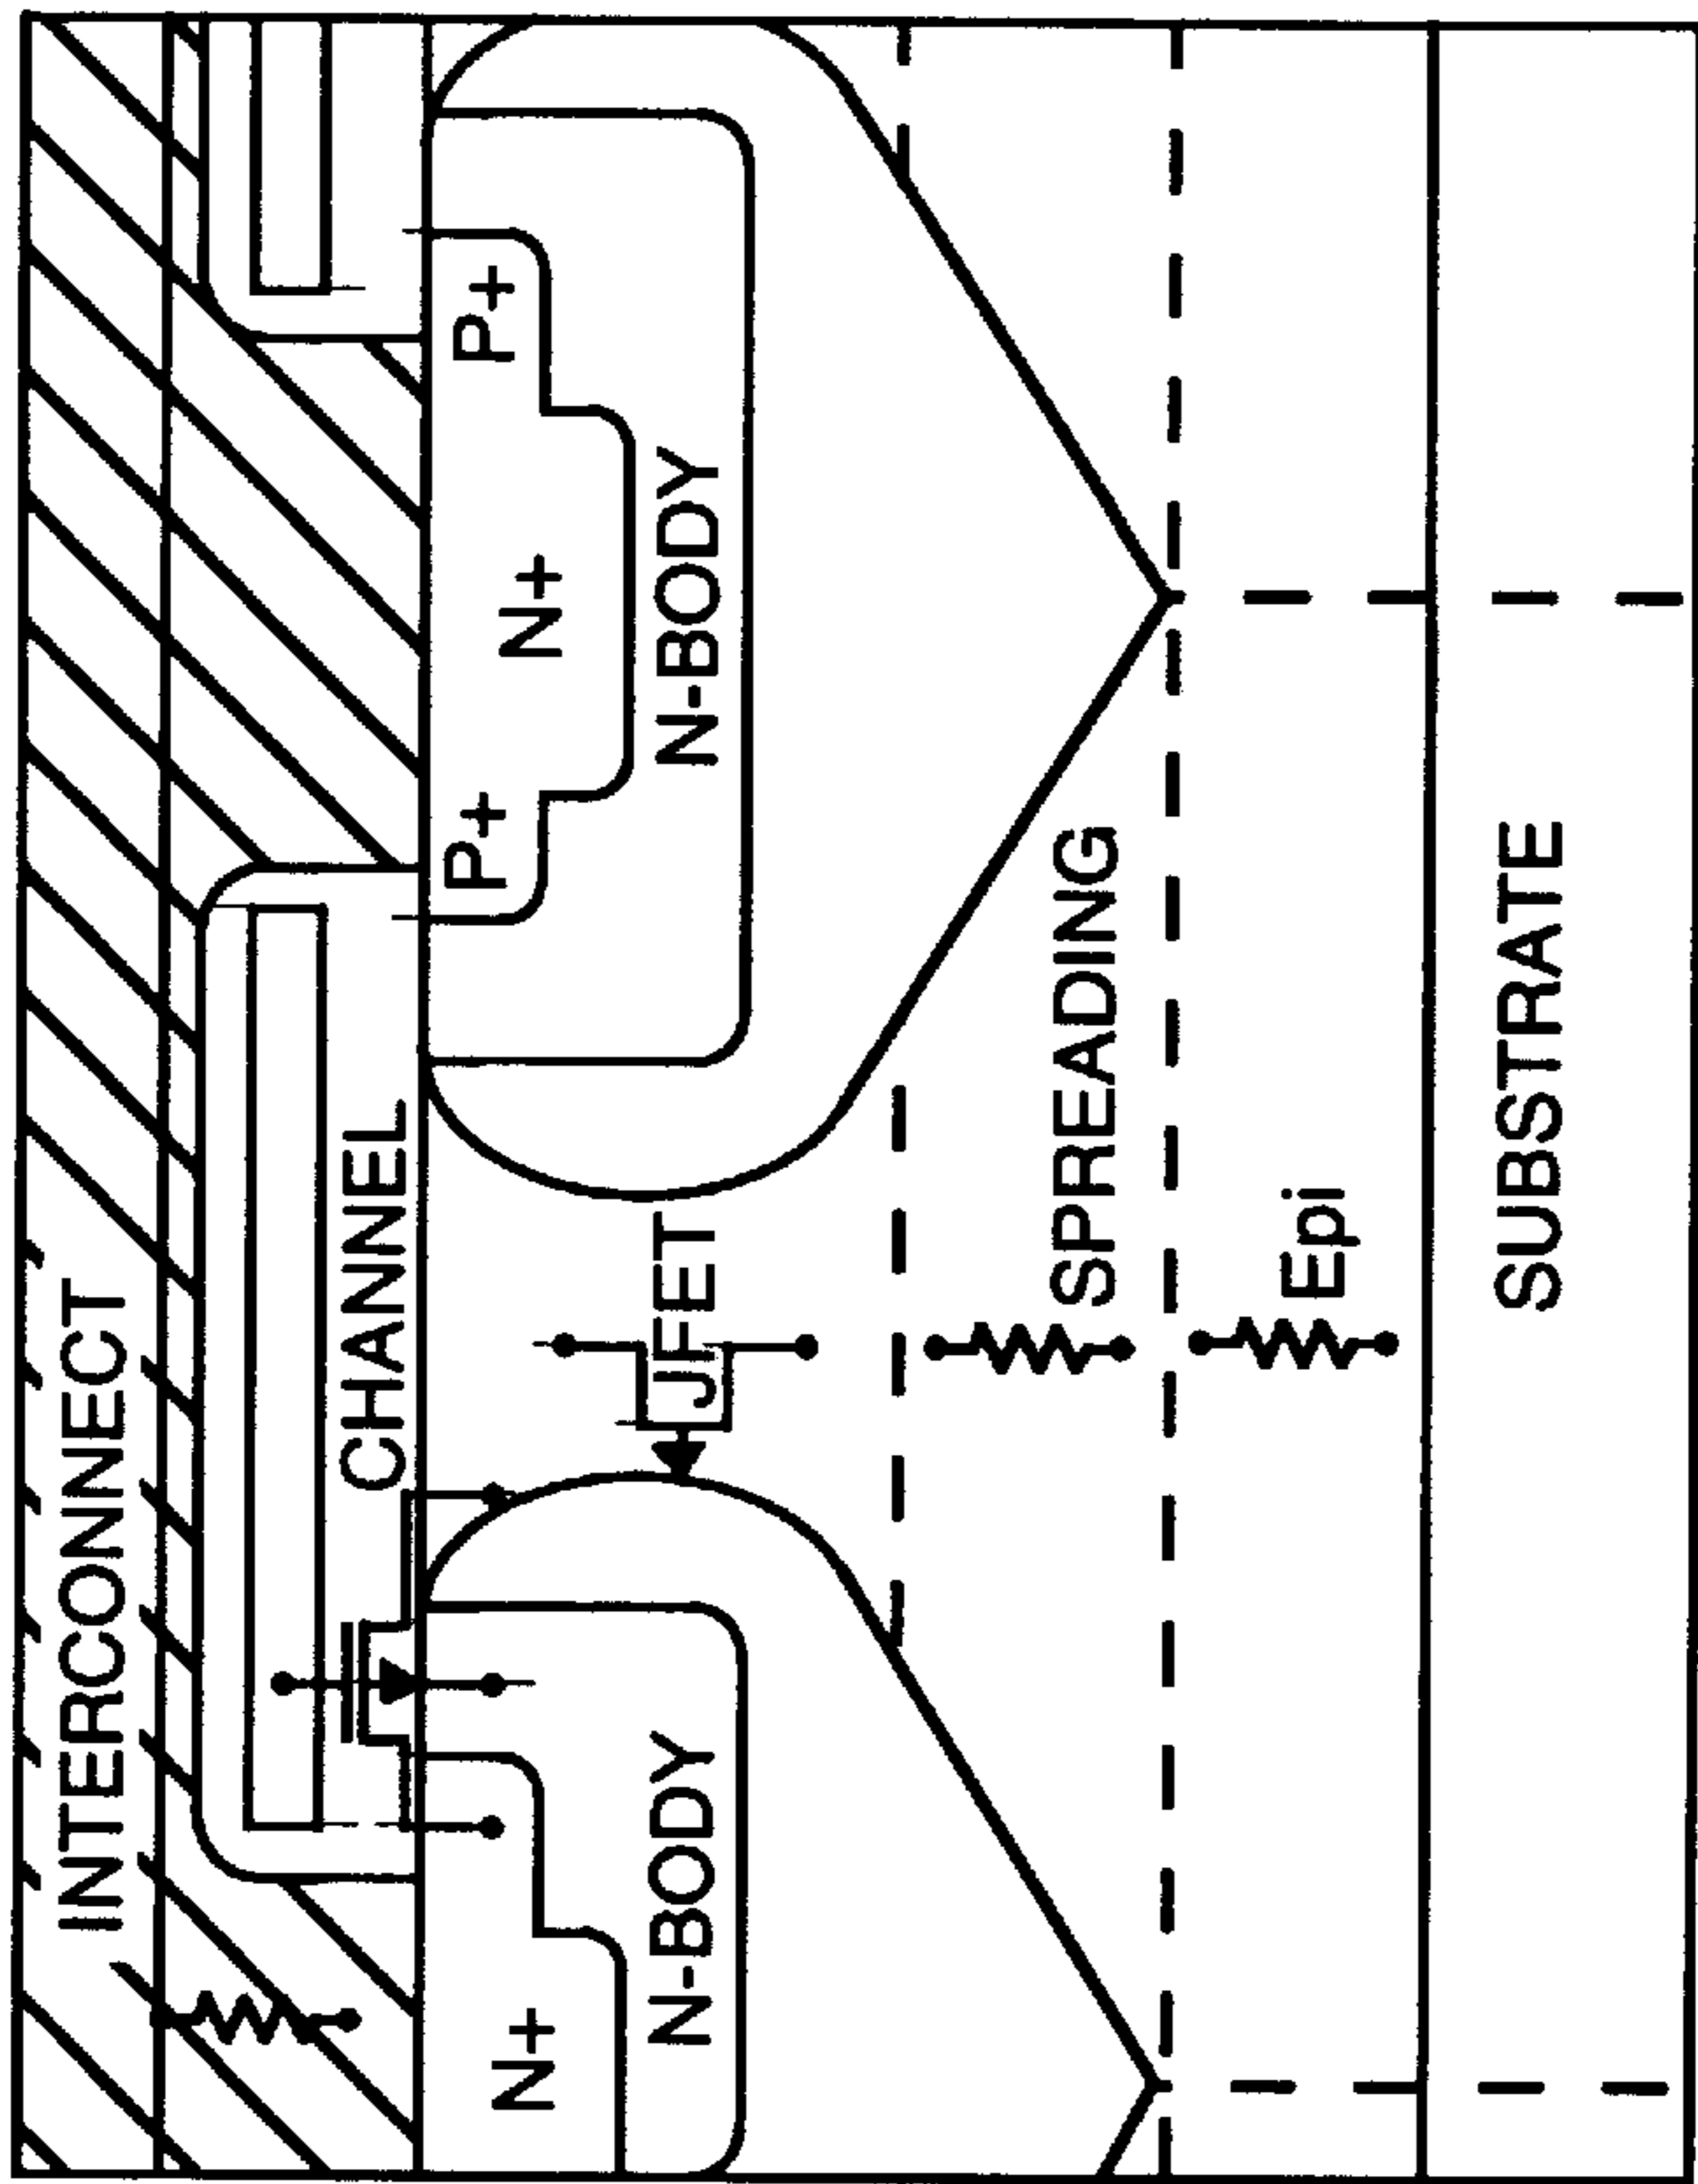 INTERCONNECT
CHANNEL
N+
P+
N+
P+
N-BODY
JFET
N-BODY
SPREADING
Epi
SUBSTRATE